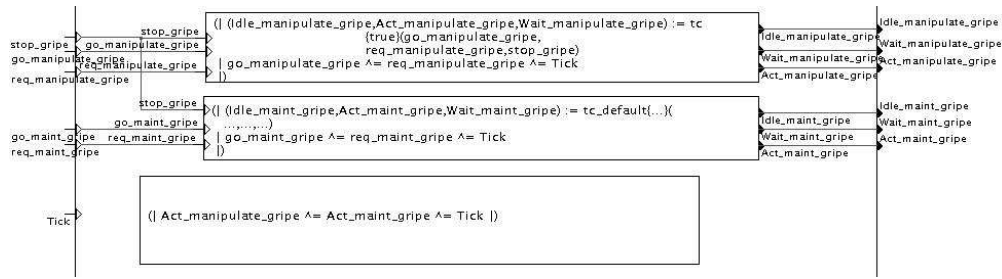 stop_gripe
go_manipulate_gripe
req_manipulate_gripe
stop_gripe
go_manipulate_gripe
req_manipulate_gripe
(| (Idle_manipulate_gripe,Act_manipulate_gripe,Wait_manipulate_gripe) := tc
{true}(go_manipulate_gripe,
req_manipulate_gripe,stop_gripe)
| go_manipulate_gripe ^= req_manipulate_gripe ^= Tick
|)
Idle_manipulate_gripe
Wait_manipulate_gripe
Act_manipulate_gripe
Idle_manipulate_gripe
Wait_manipulate_gripe
Act_manipulate_gripe
go_maint_gripe
req_maint_gripe
stop_gripe
go_maint_gripe
req_maint_gripe
(| (Idle_maint_gripe,Act_maint_gripe,Wait_maint_gripe) := tc_default{...}(
...,...,...)
| go_maint_gripe ^= req_maint_gripe ^= Tick
|)
Idle_maint_gripe
Wait_maint_gripe
Act_maint_gripe
Idle_maint_gripe
Wait_maint_gripe
Act_maint_gripe
Tick
(| Act_manipulate_gripe ^= Act_maint_gripe ^= Tick |)